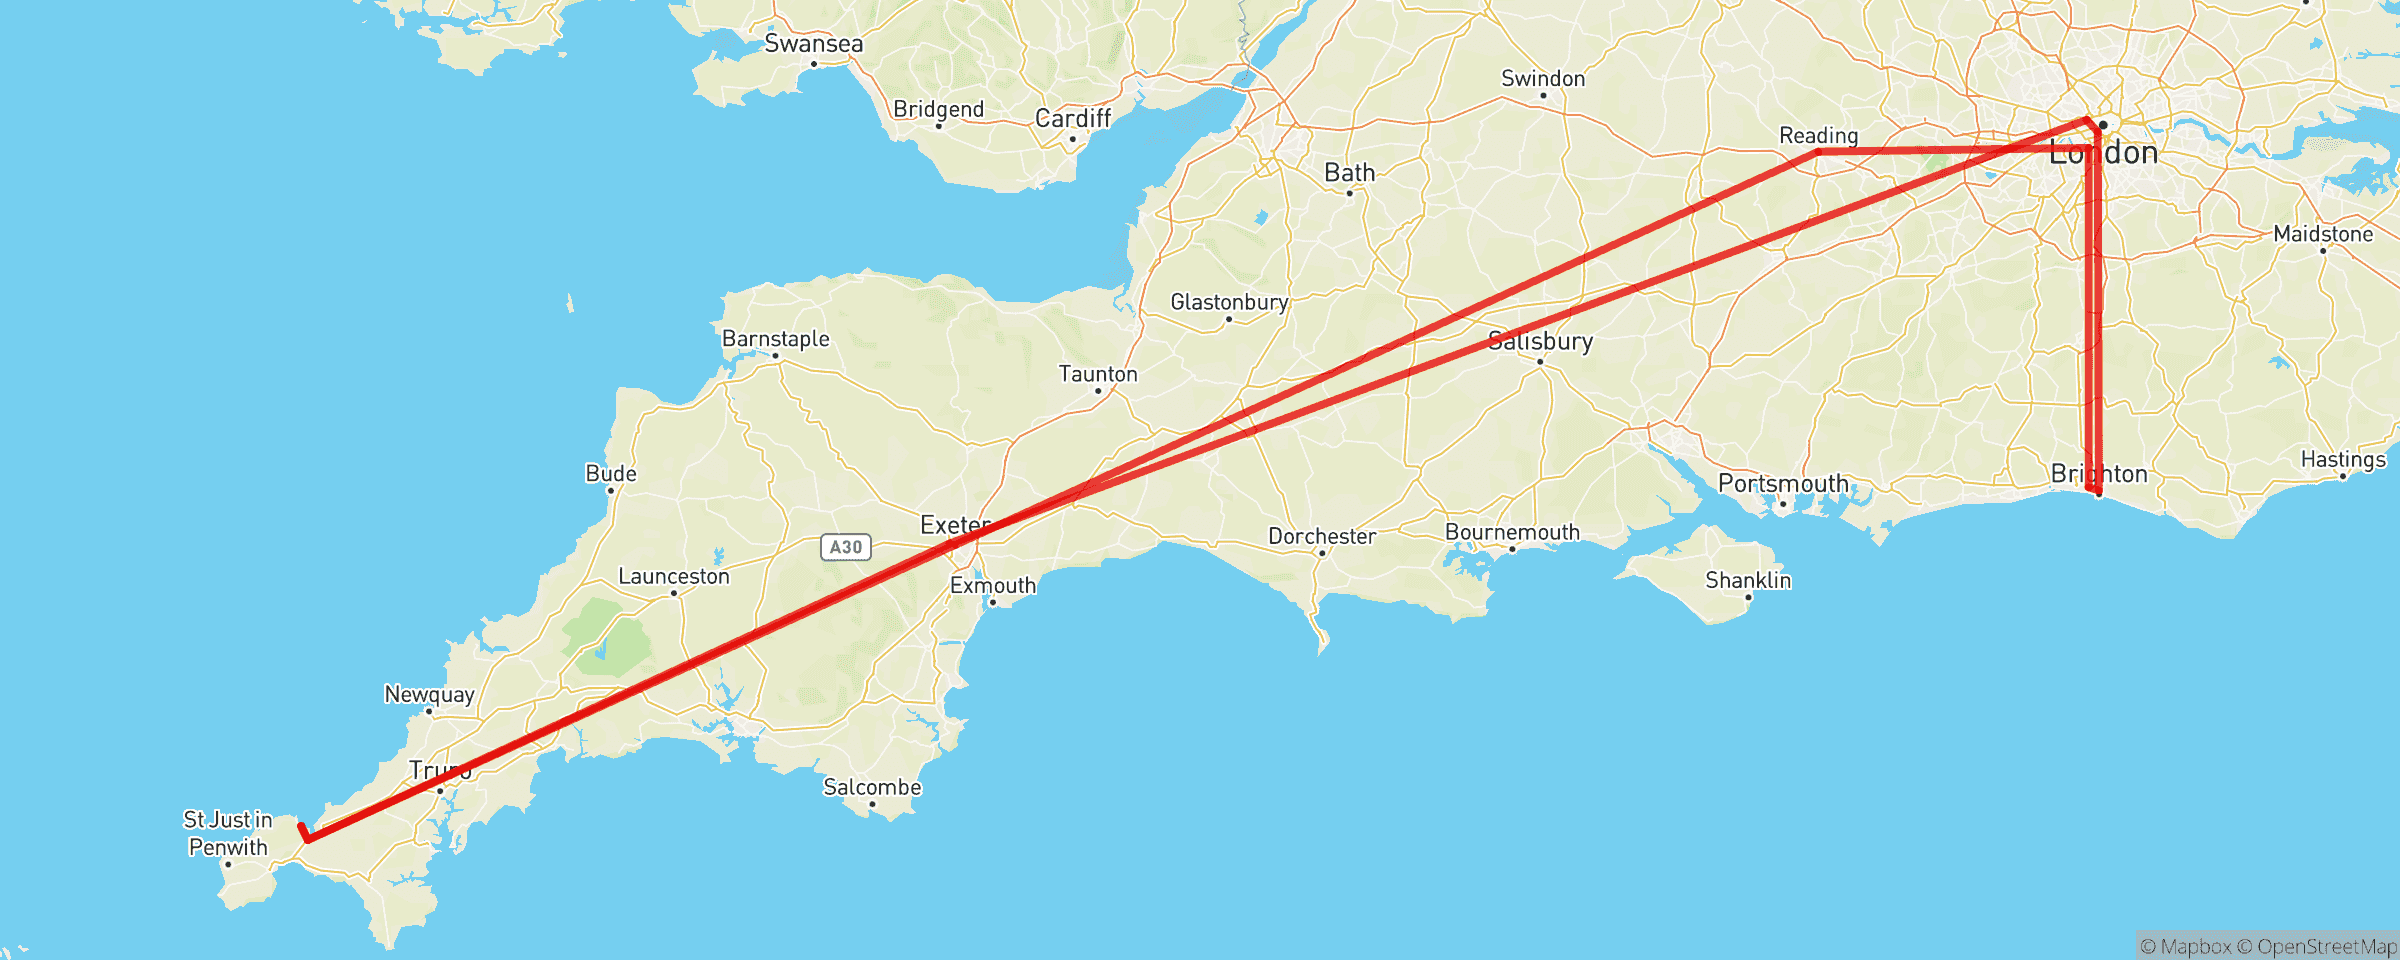 Swansea
Bridgend
Cardiff
Swindon
Reading
London
Bath
Maidstone
Glastonbury
Barnstaple
Taunton
Salisbury
Bude
Exeter
A30
Launceston
Exmouth
Dorchester
Bournemouth
Portsmouth
Brighton
Hastings
Shanklin
Newquay
Truro
Salcombe
St Just in
Penwith
© Mapbox © OpenStreetMap